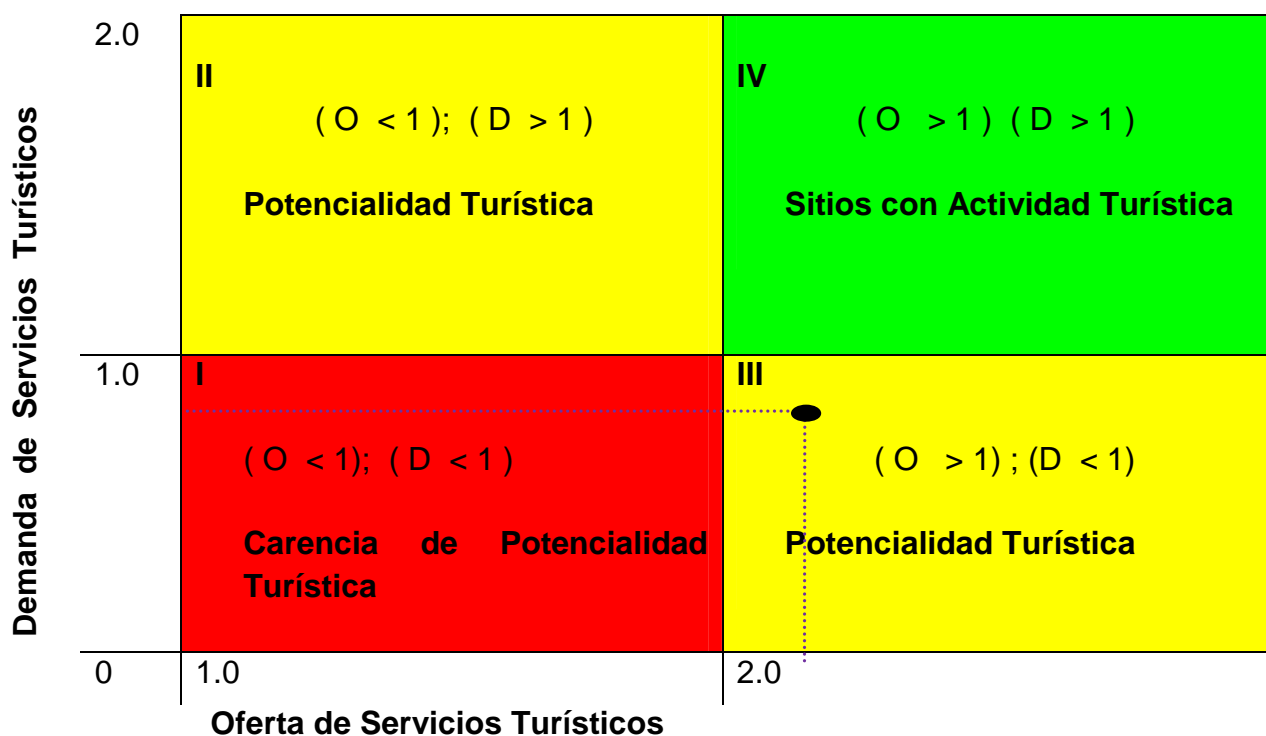 Demanda de Servicios Turísticos
2.0
II
( O < 1 ); ( D > 1 )
Potencialidad Turística
IV
( O > 1 ) ( D > 1 )
Sitios con Actividad Turística
1.0
I
( O < 1); ( D < 1 )
Carencia de Potencialidad
Turística
III
( O > 1) ; (D < 1)
Potencialidad Turística
0
1.0
2.0
Oferta de Servicios Turísticos